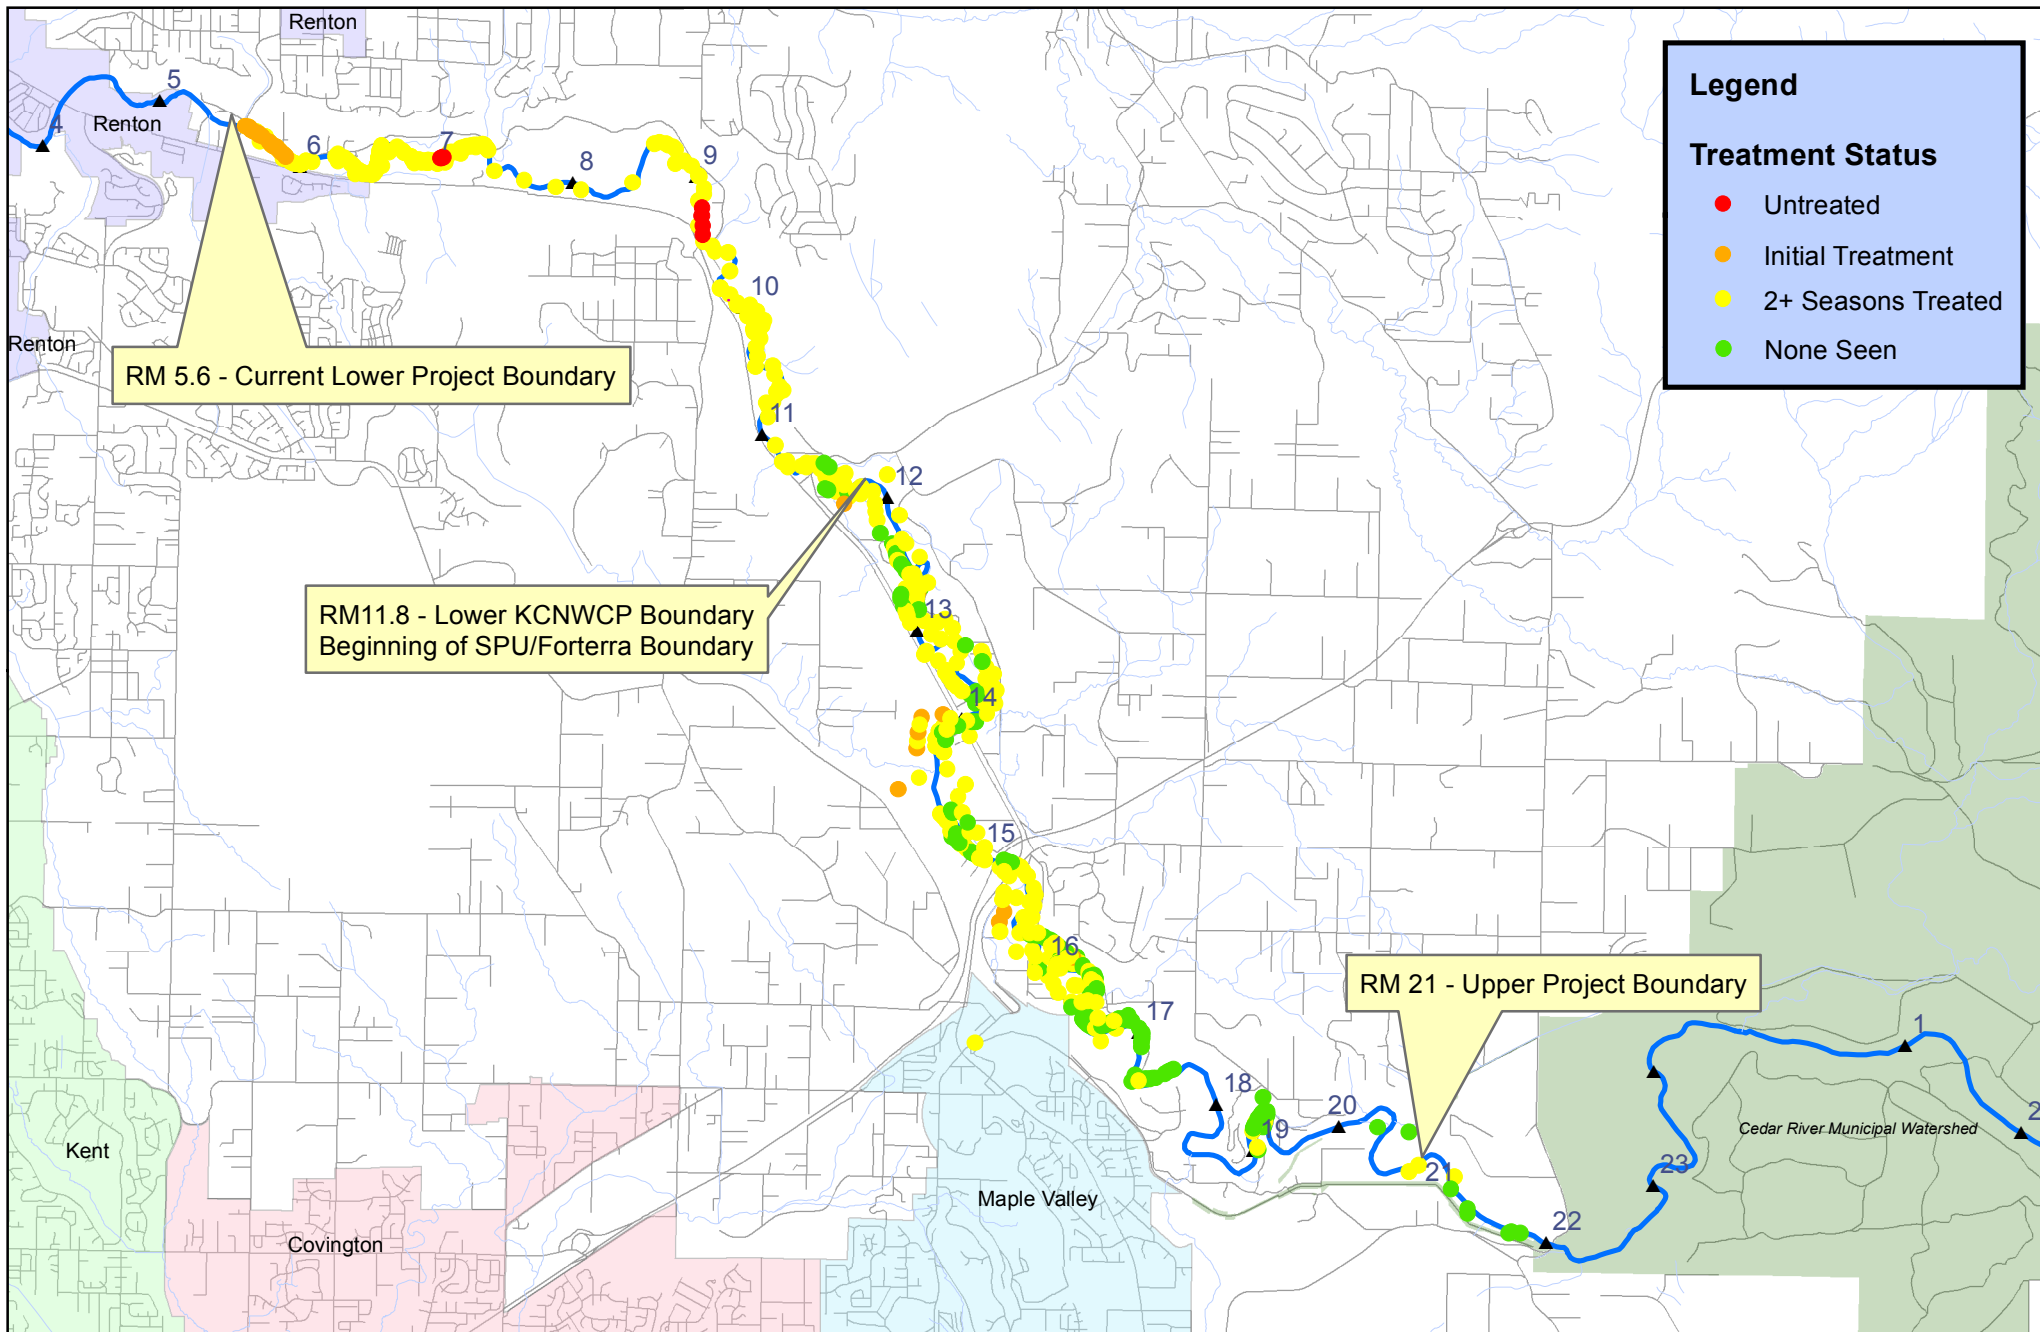 Renton
Legend
Treatment Status
Untreated
Initial Treatment
2+ Seasons Treated
None Seen
5
4
Renton
6
7
8
9
10
Renton
RM 5.6 - Current Lower Project Boundary
11
12
RM11.8 - Lower KCNWCP Boundary
Beginning of SPU/Forterra Boundary
13
14
15
16
RM 21 - Upper Project Boundary
17
1
18
20
19
2
Cedar River Municipal Watershed
Kent
21
23
Maple Valley
22
Covington